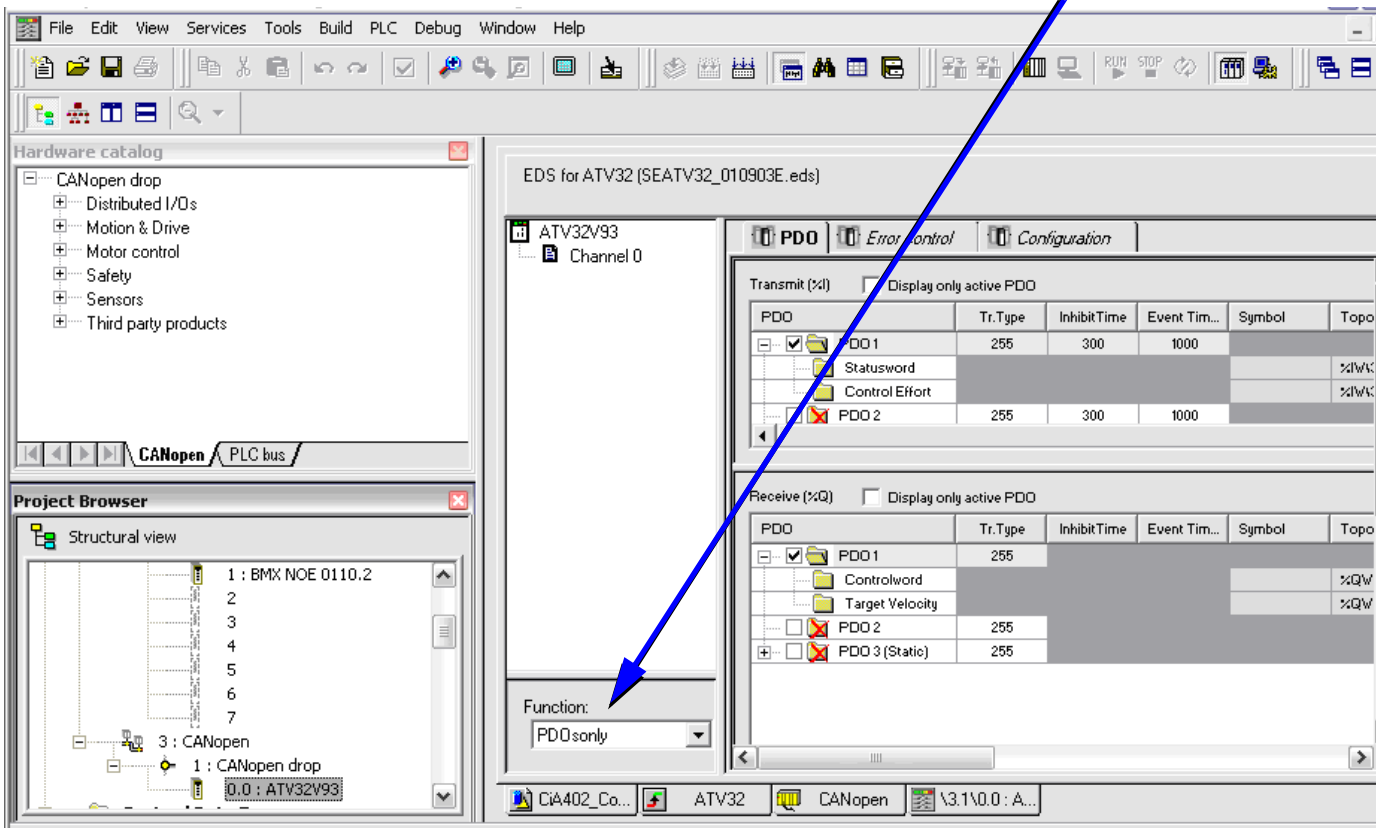 File Edit View Services Tools Build PLC Debug Window Help
RUN STOP
Hardware catalog
CANopen drop
Distributed I/Os
Motion & Drive
Motor control
Safety
Sensors
Third party products
CANopen PLC bus
Project Browser
Structural view
1 : BMX NOE 0110.2
2
3
4
5
6
7
3 : CANopen
1 : CANopen drop
0.0 : ATV32V93
EDS for ATV32 (SEATV32_010903E.eds)
ATV32V93
Channel 0
Function:
PDOsonly
PDO Error control Configuration
Transmit (%I) Display only active PDO
PDO Tr.Type InhibitTime Event Tim... Symbol Topo
PDO 1 255 300 1000
Statusword %IW\3
Control Effort %IW\3
PDO 2 255 300 1000
Receive (%Q) Display only active PDO
PDO Tr.Type InhibitTime Event Tim... Symbol Topo
PDO 1 255
Controlword %QW
Target Velocity %QW
PDO 2 255
PDO 3 (Static) 255
CiA402_Co... ATV32 CANopen \3.1\0.0 : A...